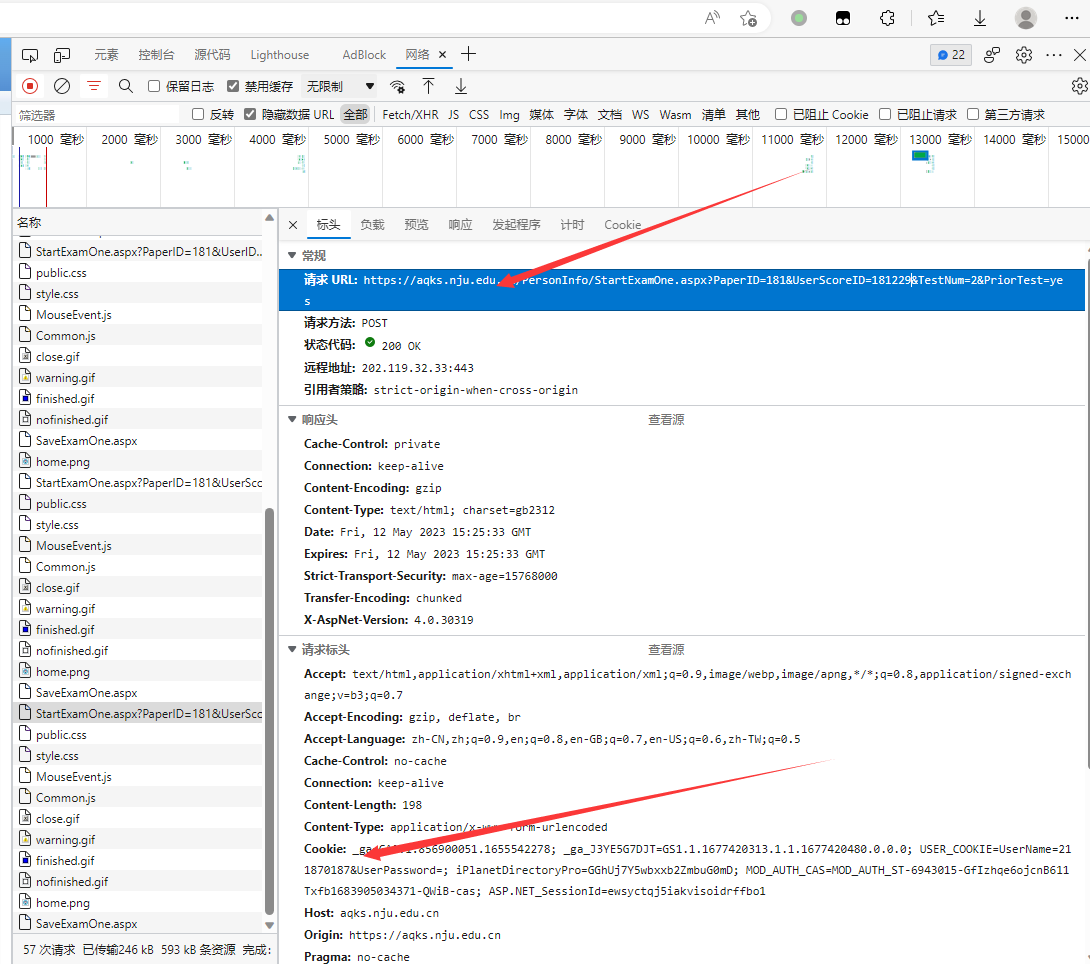 元素 控制台 源代码 Lighthouse AdBlock 网络 22
保留日志 禁用缓存 无限制
筛选器 反转 隐藏数据 URL 全部 Fetch/XHR JS CSS Img 媒体 字体 文档 WS Wasm 清单 其他 已阻止 Cookie 已阻止请求 第三方请求
1000 毫秒 2000 毫秒 3000 毫秒 4000 毫秒 5000 毫秒 6000 毫秒 7000 毫秒 8000 毫秒 9000 毫秒 10000 毫秒 11000 毫秒 12000 毫秒 13000 毫秒 14000 毫秒 15000
名称
StartExamOne.aspx?PaperID=181&UserID...
public.css
style.css
MouseEvent.js
Common.js
close.gif
warning.gif
finished.gif
nofinished.gif
SaveExamOne.aspx
home.png
StartExamOne.aspx?PaperID=181&UserSco
public.css
style.css
MouseEvent.js
Common.js
close.gif
warning.gif
finished.gif
nofinished.gif
home.png
SaveExamOne.aspx
StartExamOne.aspx?PaperID=181&UserSco
public.css
style.css
MouseEvent.js
Common.js
close.gif
warning.gif
finished.gif
nofinished.gif
home.png
SaveExamOne.aspx
57 次请求 已传输246 kB 593 kB 条资源 完成:
标头 负载 预览 响应 发起程序 计时 Cookie
常规
请求 URL: https://aqks.nju.edu. /PersonInfo/StartExamOne.aspx?PaperID=181&UserScoreID=181229&TestNum=2&PriorTest=ye
s
请求方法: POST
状态代码: 200 OK
远程地址: 202.119.32.33:443
引用者策略: strict-origin-when-cross-origin
响应头 查看源
Cache-Control: private
Connection: keep-alive
Content-Encoding: gzip
Content-Type: text/html; charset=gb2312
Date: Fri, 12 May 2023 15:25:33 GMT
Expires: Fri, 12 May 2023 15:25:33 GMT
Strict-Transport-Security: max-age=15768000
Transfer-Encoding: chunked
X-AspNet-Version: 4.0.30319
请求标头 查看源
Accept: text/html,application/xhtml+xml,application/xml;q=0.9,image/webp,image/apng,*/*;q=0.8,application/signed-exch
ange;v=b3;q=0.7
Accept-Encoding: gzip, deflate, br
Accept-Language: zh-CN,zh;q=0.9,en;q=0.8,en-GB;q=0.7,en-US;q=0.6,zh-TW;q=0.5
Cache-Control: no-cache
Connection: keep-alive
Content-Length: 198
Content-Type: application/x-www-form-urlencoded
Cookie: .856900051.1655542278; _ga_J3YE5G7DJT=GS1.1.1677420313.1.1.1677420480.0.0.0; USER_COOKIE=UserName=21
1870187&UserPassword=; iPlanetDirectoryPro=GGhUj7Y5wbxxb2ZmbuG0mD; MOD_AUTH_CAS=MOD_AUTH_ST-6943015-GfIzhqe6ojcnB611
Txfb1683905034371-QWiB-cas; ASP.NET_SessionId=ewsyctqj5iakvisoidrffbo1
Host: aqks.nju.edu.cn
Origin: https://aqks.nju.edu.cn
Pragma: no-cache